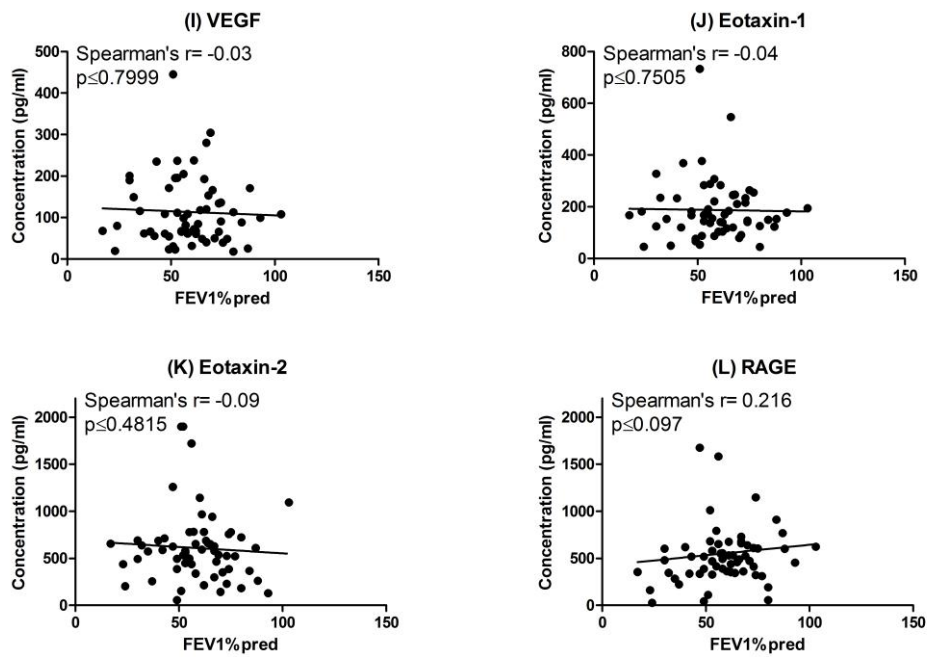 (I) VEGF
Spearman's r= -0.03
p≤0.7999
Concentration (pg/ml)
500
400
300
200
100
0
0
50
100
150
FEV1%pred
(J) Eotaxin-1
Spearman's r= -0.04
p≤0.7505
Concentration (pg/ml)
800
600
400
200
0
0
50
100
150
FEV1%pred
(K) Eotaxin-2
Spearman's r= -0.09
p≤0.4815
Concentration (pg/ml)
2000
1500
1000
500
0
0
50
100
150
FEV1%pred
(L) RAGE
Spearman's r= 0.216
p≤0.097
Concentration (pg/ml)
2000
1500
1000
500
0
0
50
100
150
FEV1%pred